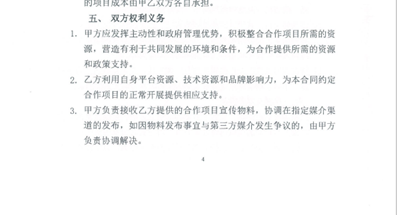 的项目成本由甲乙双方各自承担。
五、双方权利义务
1. 甲方应发挥主动性和政府管理优势，积极整合合作项目所需的资
源，营造有利于共同发展的环境和条件，为合作提供所需的资源
和政策支持。
2. 乙方利用自身平台资源、技术资源和品牌影响力，为本合同约定
合作项目的正常开展提供相应支持。
3. 甲方负责接收乙方提供的合作项目宣传物料，协调在指定媒介渠
道的发布，如因物料发布事宜与第三方媒介发生争议的，由甲方
负责协调解决。
4